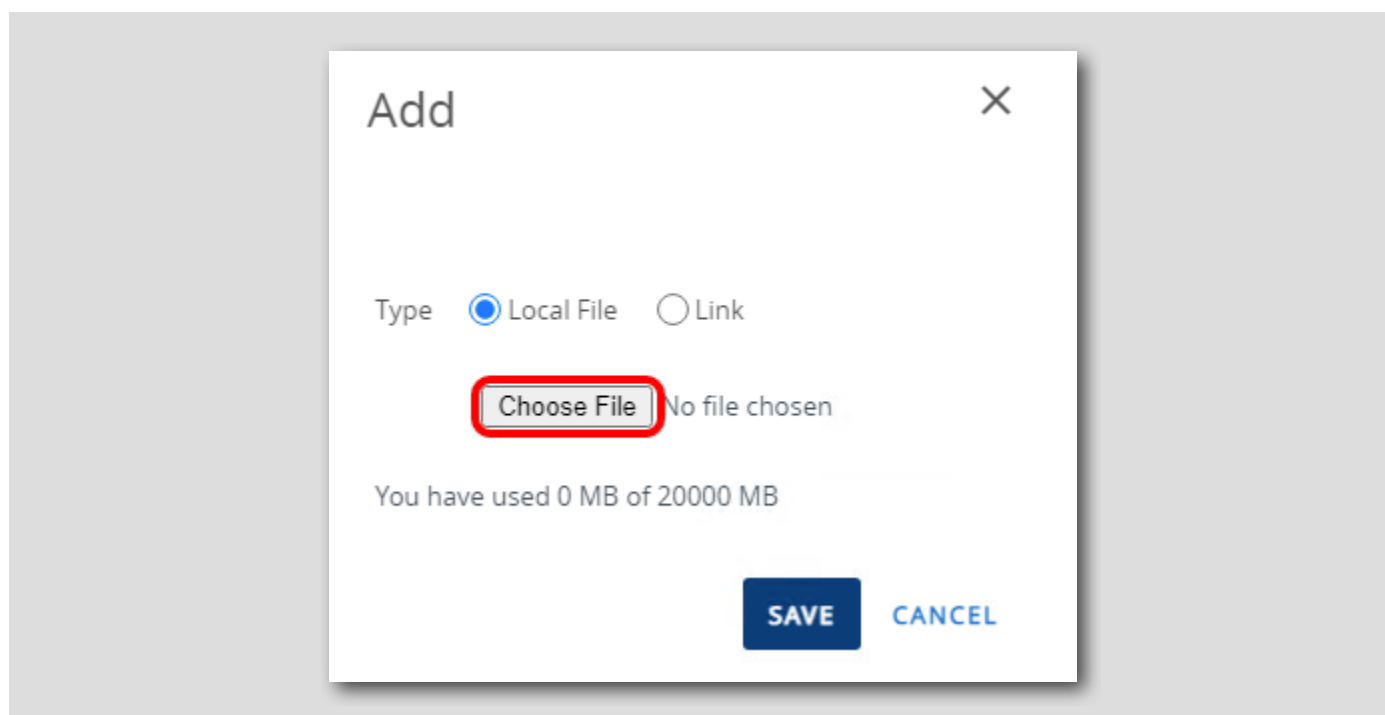 Add
Type Local File Link
Choose File No file chosen
You have used 0 MB of 20000 MB
SAVE CANCEL